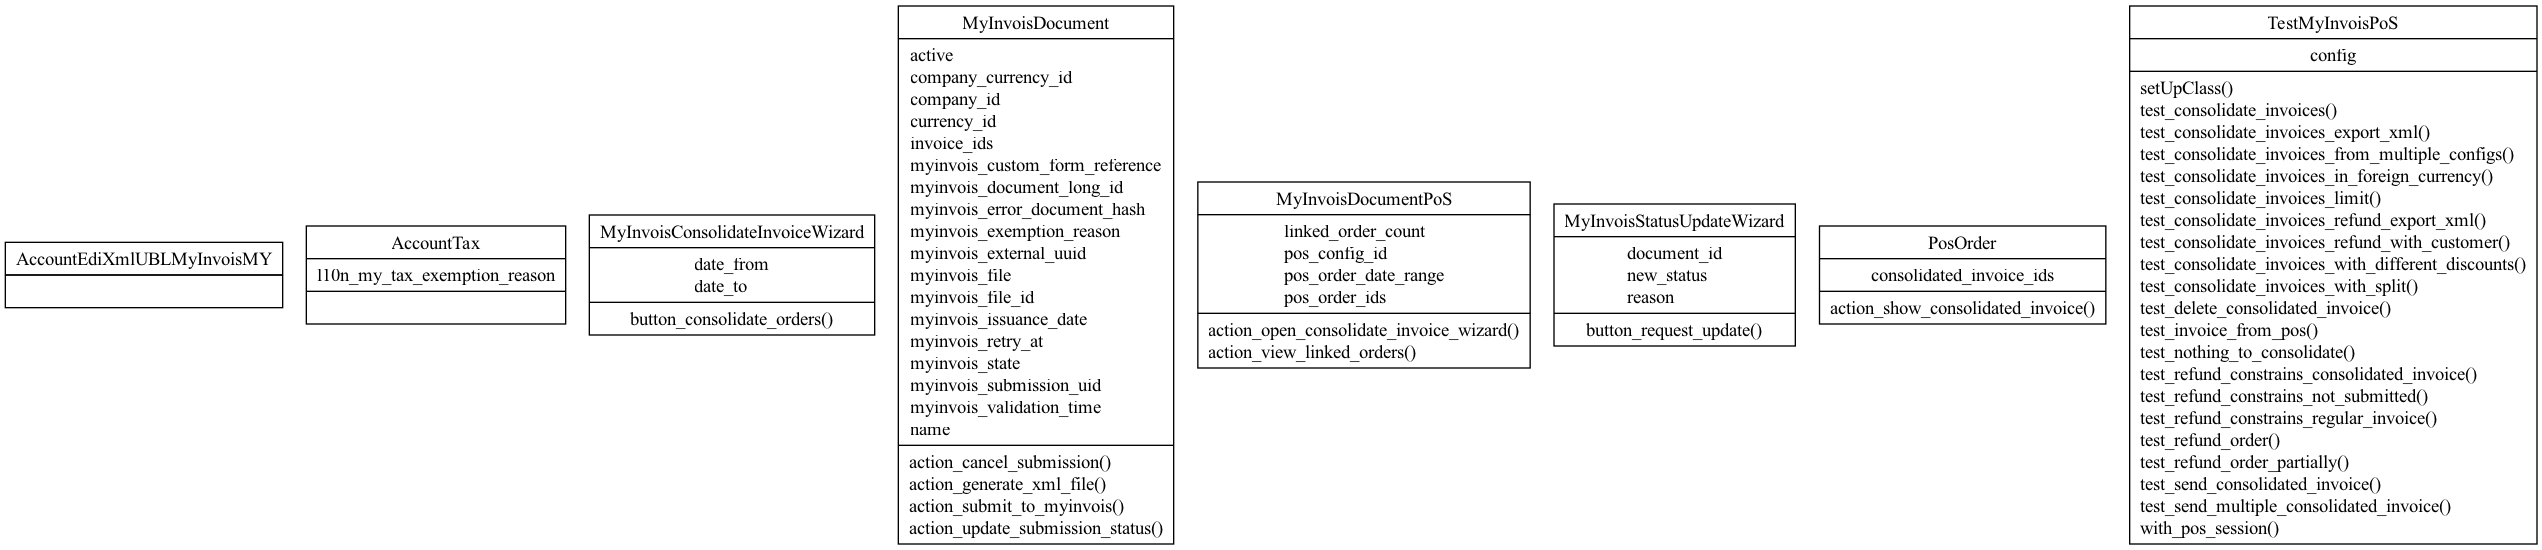 AccountEdiXmlUBLMyInvoisMY
AccountTax
l10n_my_tax_exemption_reason
MyInvoisConsolidateInvoiceWizard
date_from
date_to
button_consolidate_orders()
MyInvoisDocument
active
company_currency_id
company_id
currency_id
invoice_ids
myinvois_custom_form_reference
myinvois_document_long_id
myinvois_error_document_hash
myinvois_exemption_reason
myinvois_external_uuid
myinvois_file
myinvois_file_id
myinvois_issuance_date
myinvois_retry_at
myinvois_state
myinvois_submission_uid
myinvois_validation_time
name
action_cancel_submission()
action_generate_xml_file()
action_submit_to_myinvois()
action_update_submission_status()
MyInvoisDocumentPoS
linked_order_count
pos_config_id
pos_order_date_range
pos_order_ids
action_open_consolidate_invoice_wizard()
action_view_linked_orders()
MyInvoisStatusUpdateWizard
document_id
new_status
reason
button_request_update()
PosOrder
consolidated_invoice_ids
action_show_consolidated_invoice()
TestMyInvoisPoS
config
setUpClass()
test_consolidate_invoices()
test_consolidate_invoices_export_xml()
test_consolidate_invoices_from_multiple_configs()
test_consolidate_invoices_in_foreign_currency()
test_consolidate_invoices_limit()
test_consolidate_invoices_refund_export_xml()
test_consolidate_invoices_refund_with_customer()
test_consolidate_invoices_with_different_discounts()
test_consolidate_invoices_with_split()
test_delete_consolidated_invoice()
test_invoice_from_pos()
test_nothing_to_consolidate()
test_refund_constrains_consolidated_invoice()
test_refund_constrains_not_submitted()
test_refund_constrains_regular_invoice()
test_refund_order()
test_refund_order_partially()
test_send_consolidated_invoice()
test_send_multiple_consolidated_invoice()
with_pos_session()